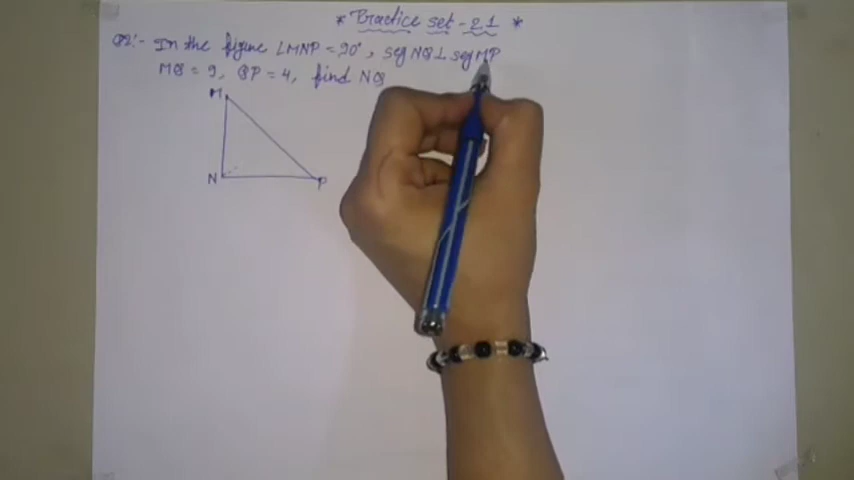 * Practice set - 2.1 *
Q2:- In the figure ∠MNP = 90°, seg NQ ⊥ seg MP
MQ = 9, QP = 4, find NQ
M
N P